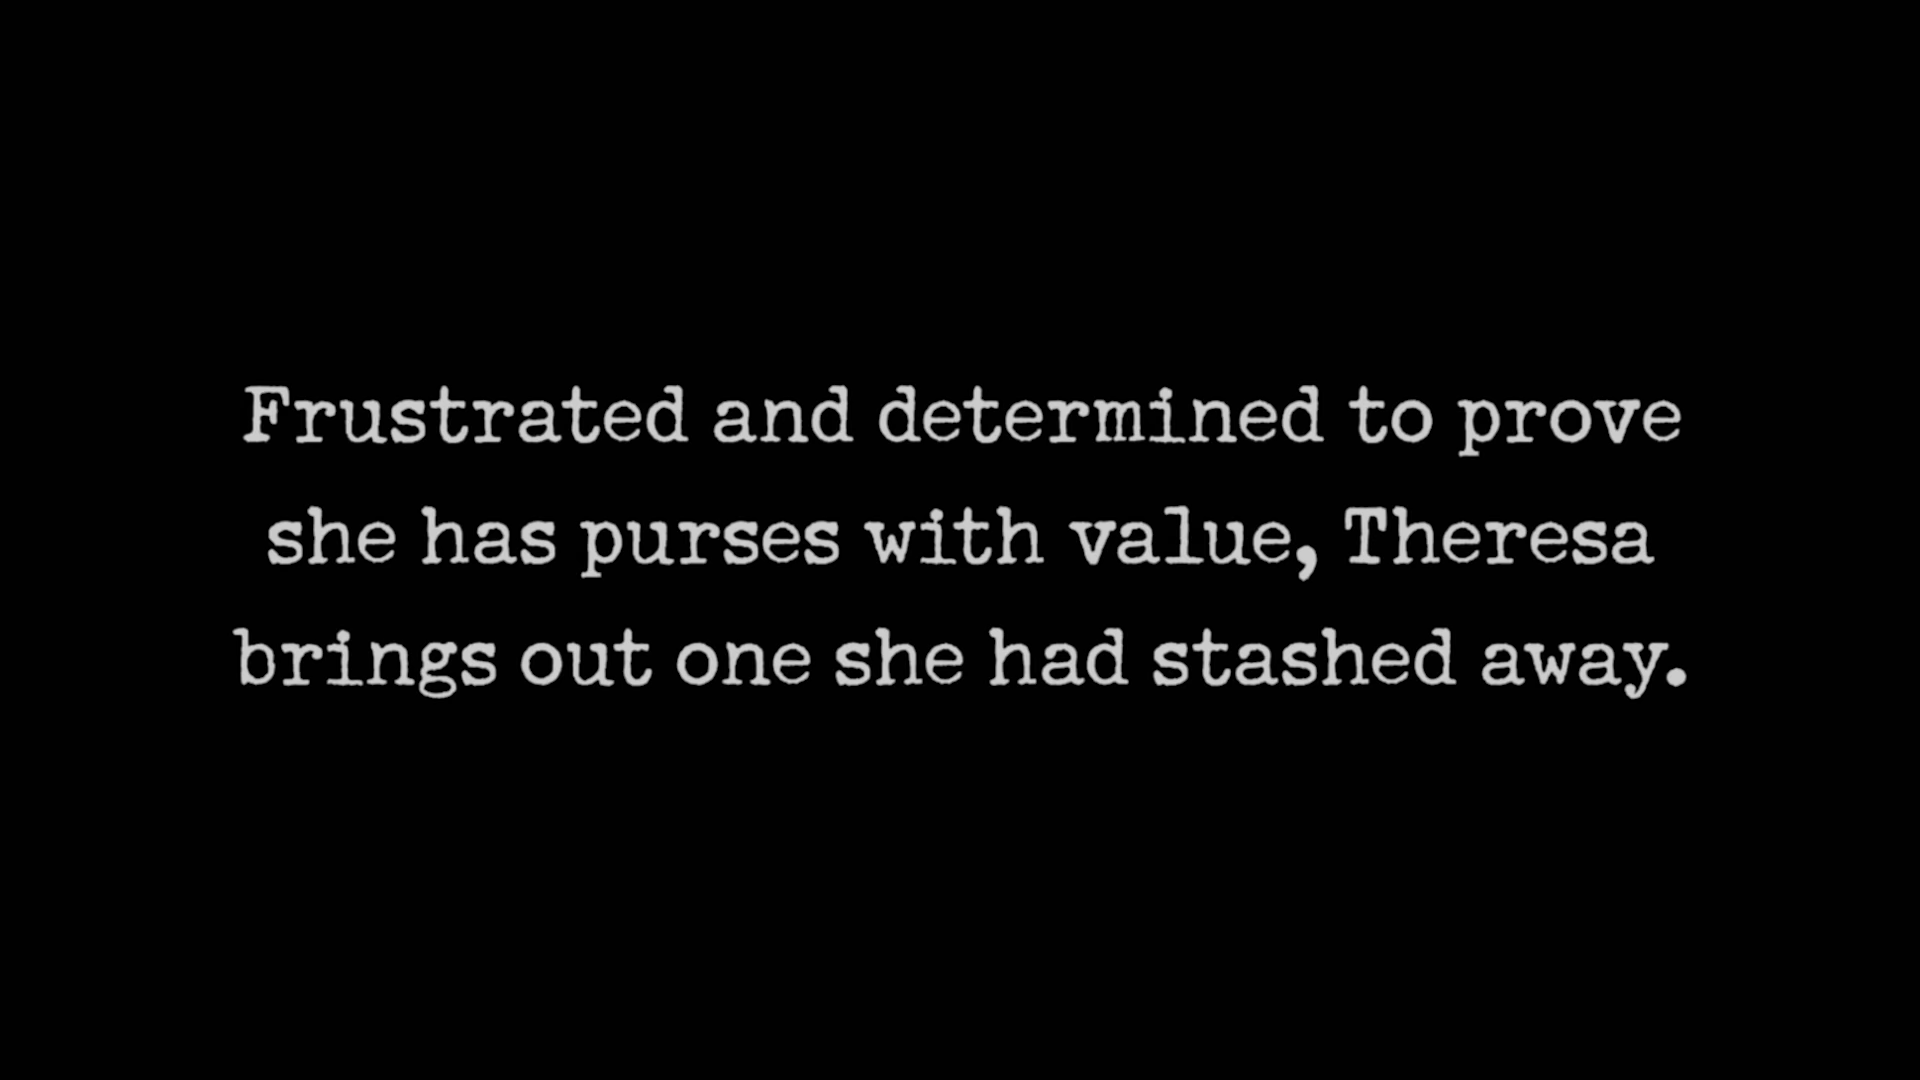 Frustrated and determined to prove
she has purses with value, Theresa
brings out one she had stashed away.